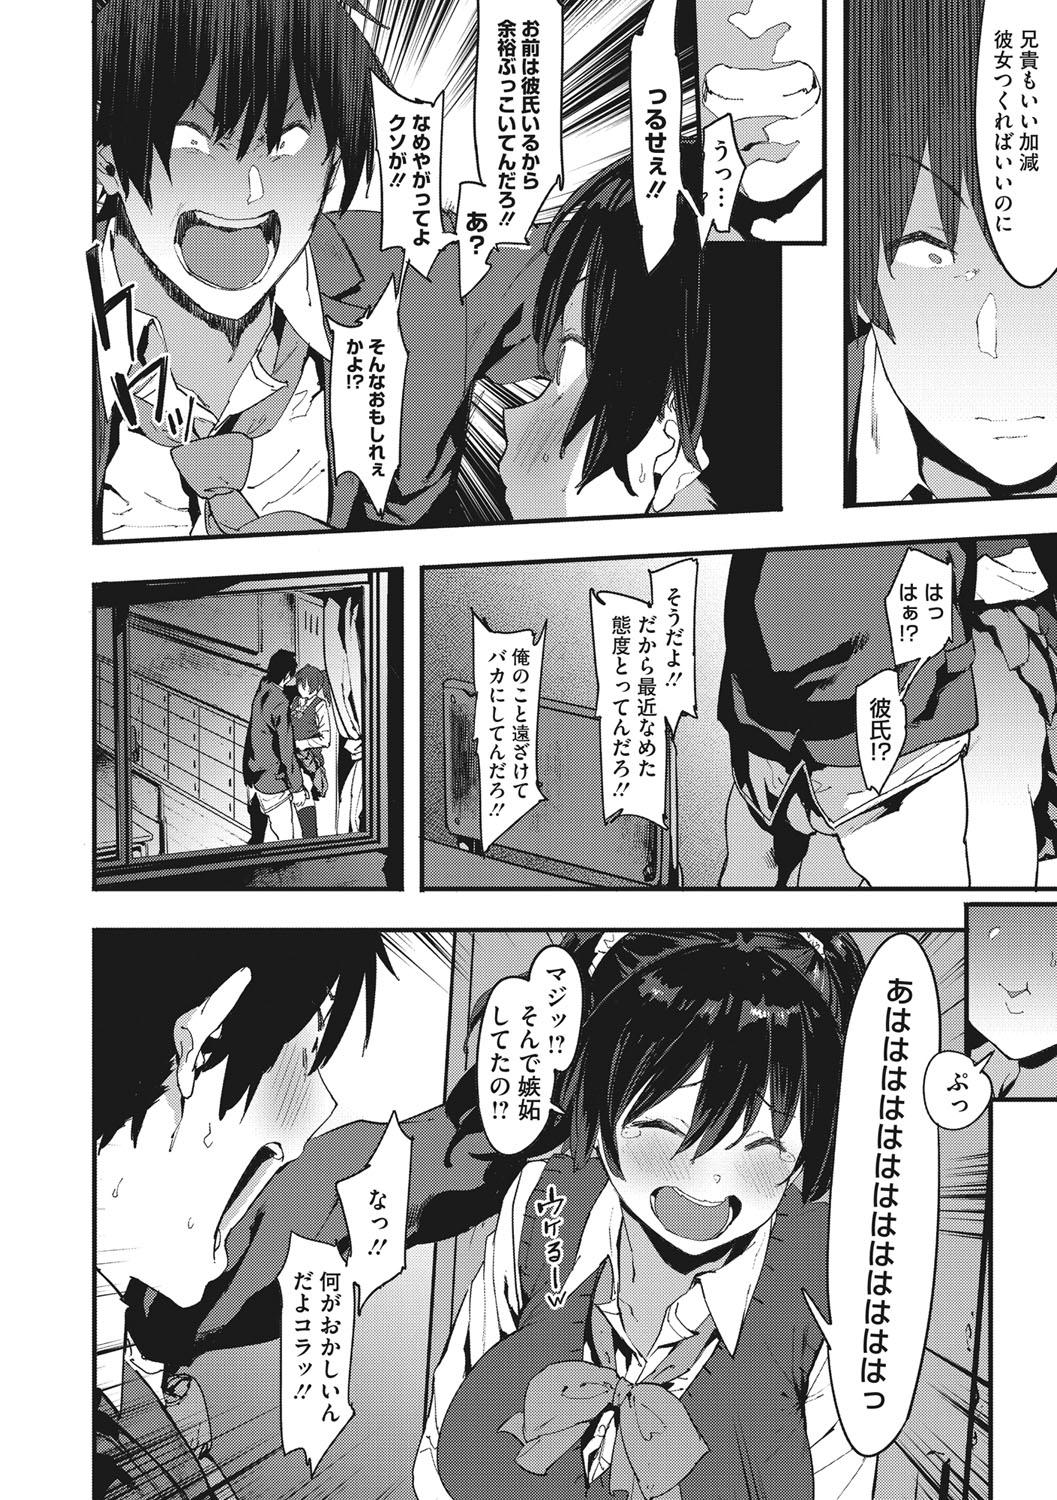 兄貴もいい加減
彼女つくればいいのに
うっ…
つるせぇ!!
お前は彼氏いるから
余裕ぶっこいてんだろ!!
あ?
なめやがってよ
クソが!!
そんなおもしれぇ
かよ!?
ドガッ
はっ
はぁ!?
彼氏!?
そうだよ!!
だから最近なめた
態度とってんだろ!!
俺のこと遠ざけて
バカにしてんだろ!!
ぷっ
あはははははははははははははっ
マジッ!?
そんで嫉妬
してたの!?
ウケるーw
なっ!!
何がおかしいん
だよコラッ!!